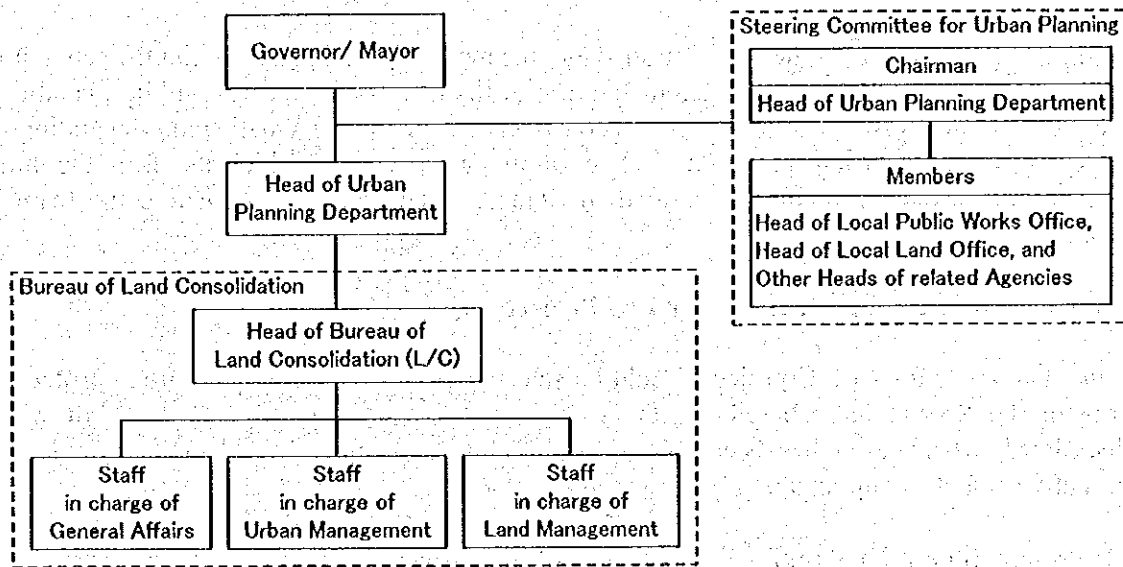 Governor/ Mayor
Steering Committee for Urban Planning
Chairman
Head of Urban Planning Department
Members
Head of Local Public Works Office,
Head of Local Land Office, and
Other Heads of related Agencies
Head of Urban
Planning Department
Bureau of Land Consolidation
Head of Bureau of
Land Consolidation (L/C)
Staff
in charge of
General Affairs
Staff
in charge of
Urban Management
Staff
in charge of
Land Management